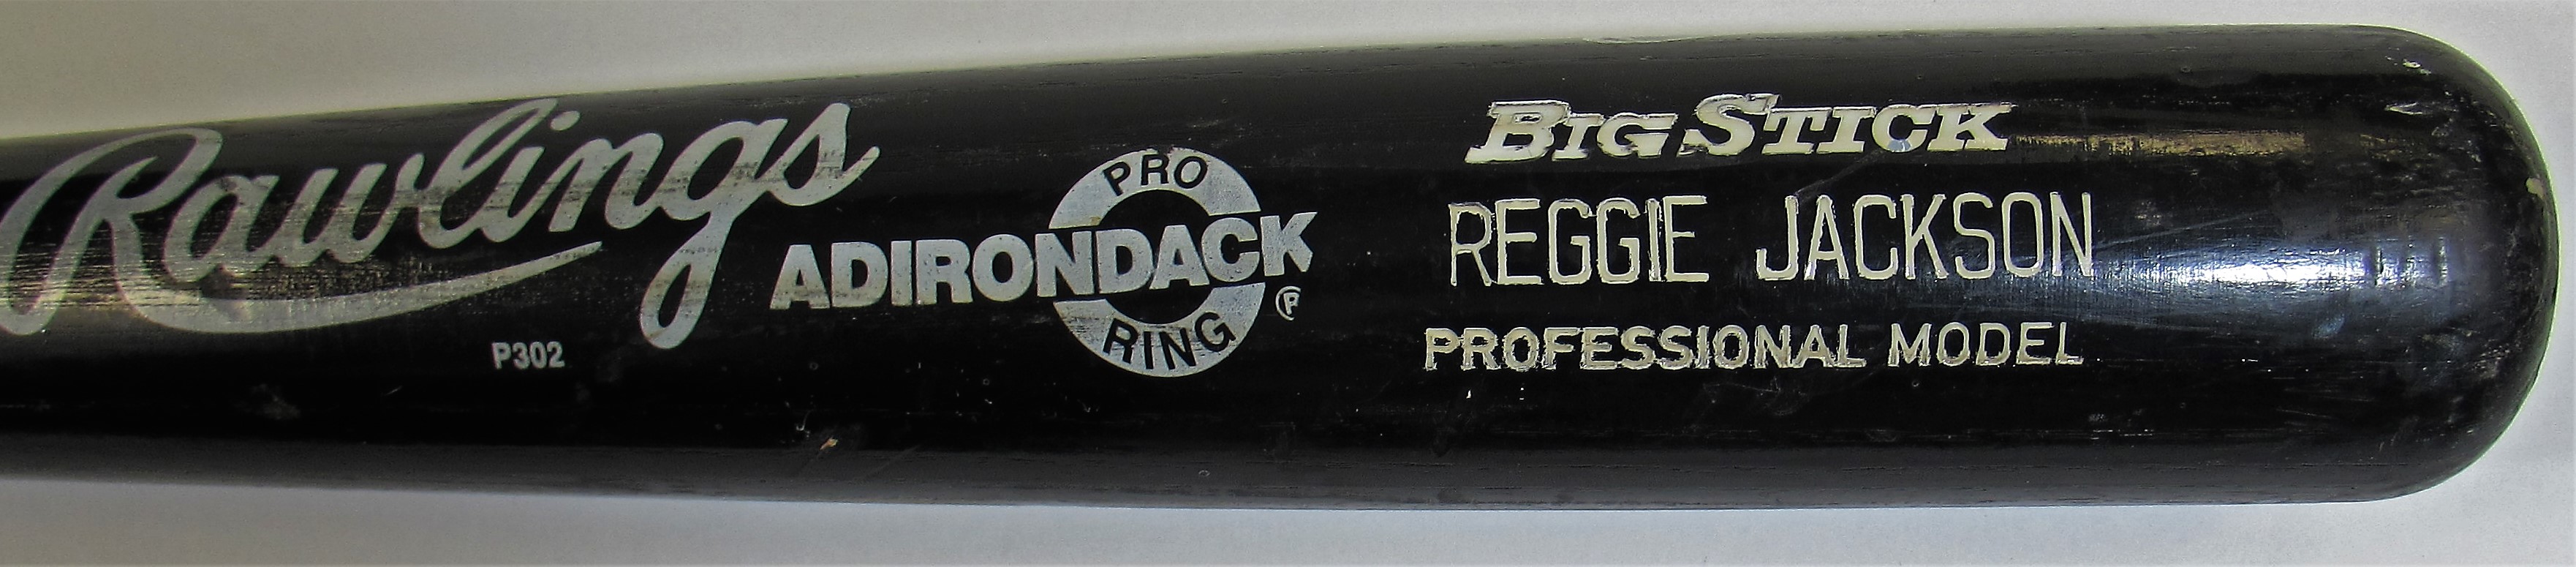 Rawlings
P302
PRO
ADIRONDACK
RING
®
BIG STICK
REGGIE JACKSON
PROFESSIONAL MODEL